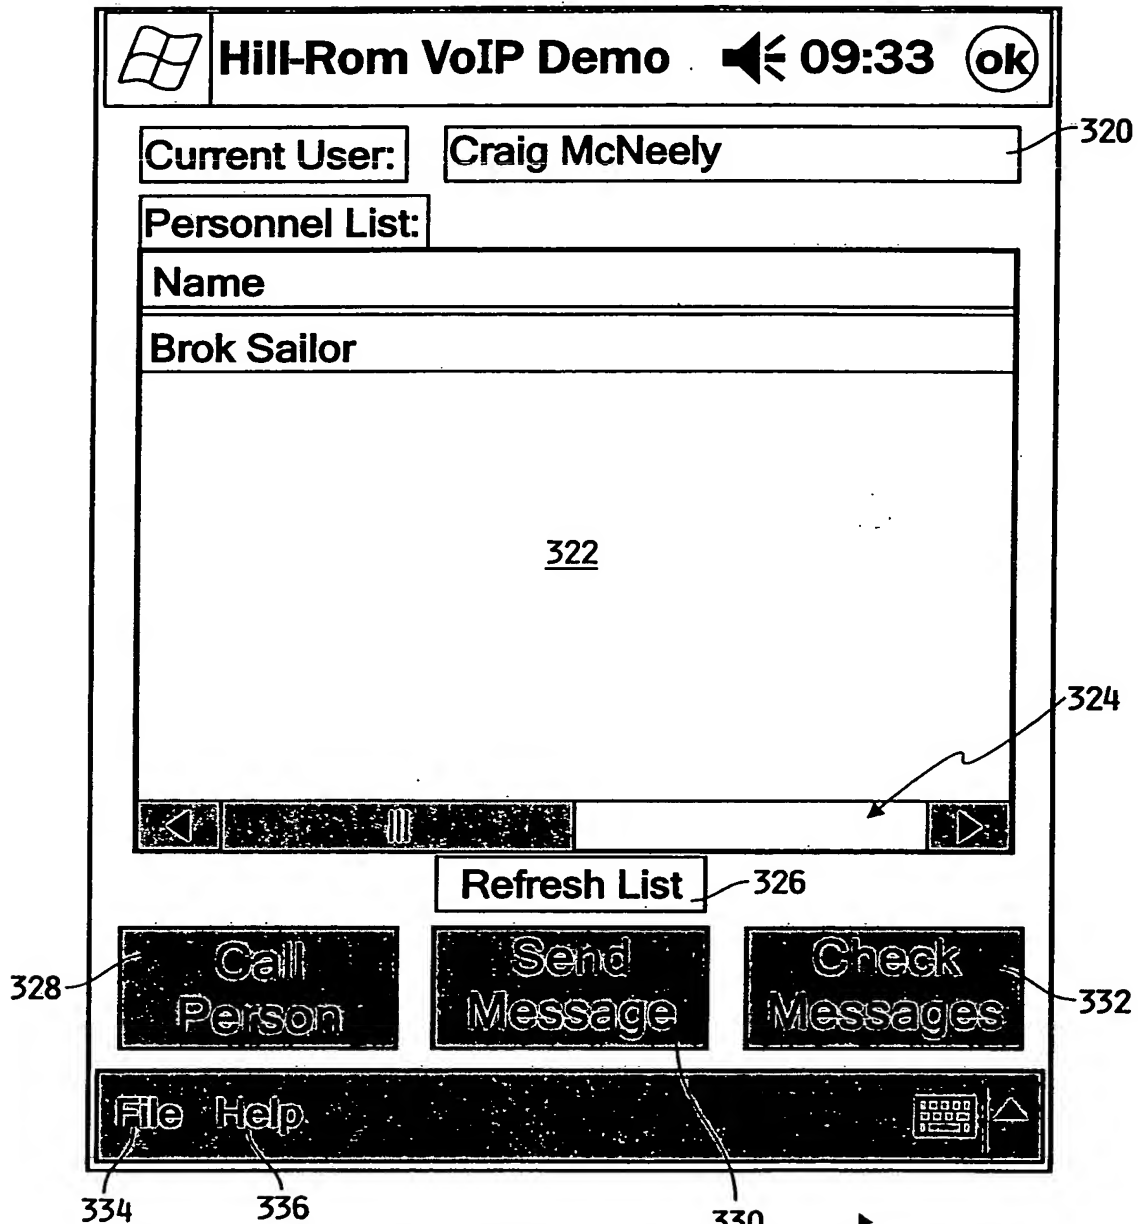 Hill-Rom VoIP Demo 09:33 ok
Current User: Craig McNeely 320
Personnel List:
Name
Brok Sailor
322
324
Refresh List 326
Call Person Send Message Check Messages
328 332
File Help
334 336 330